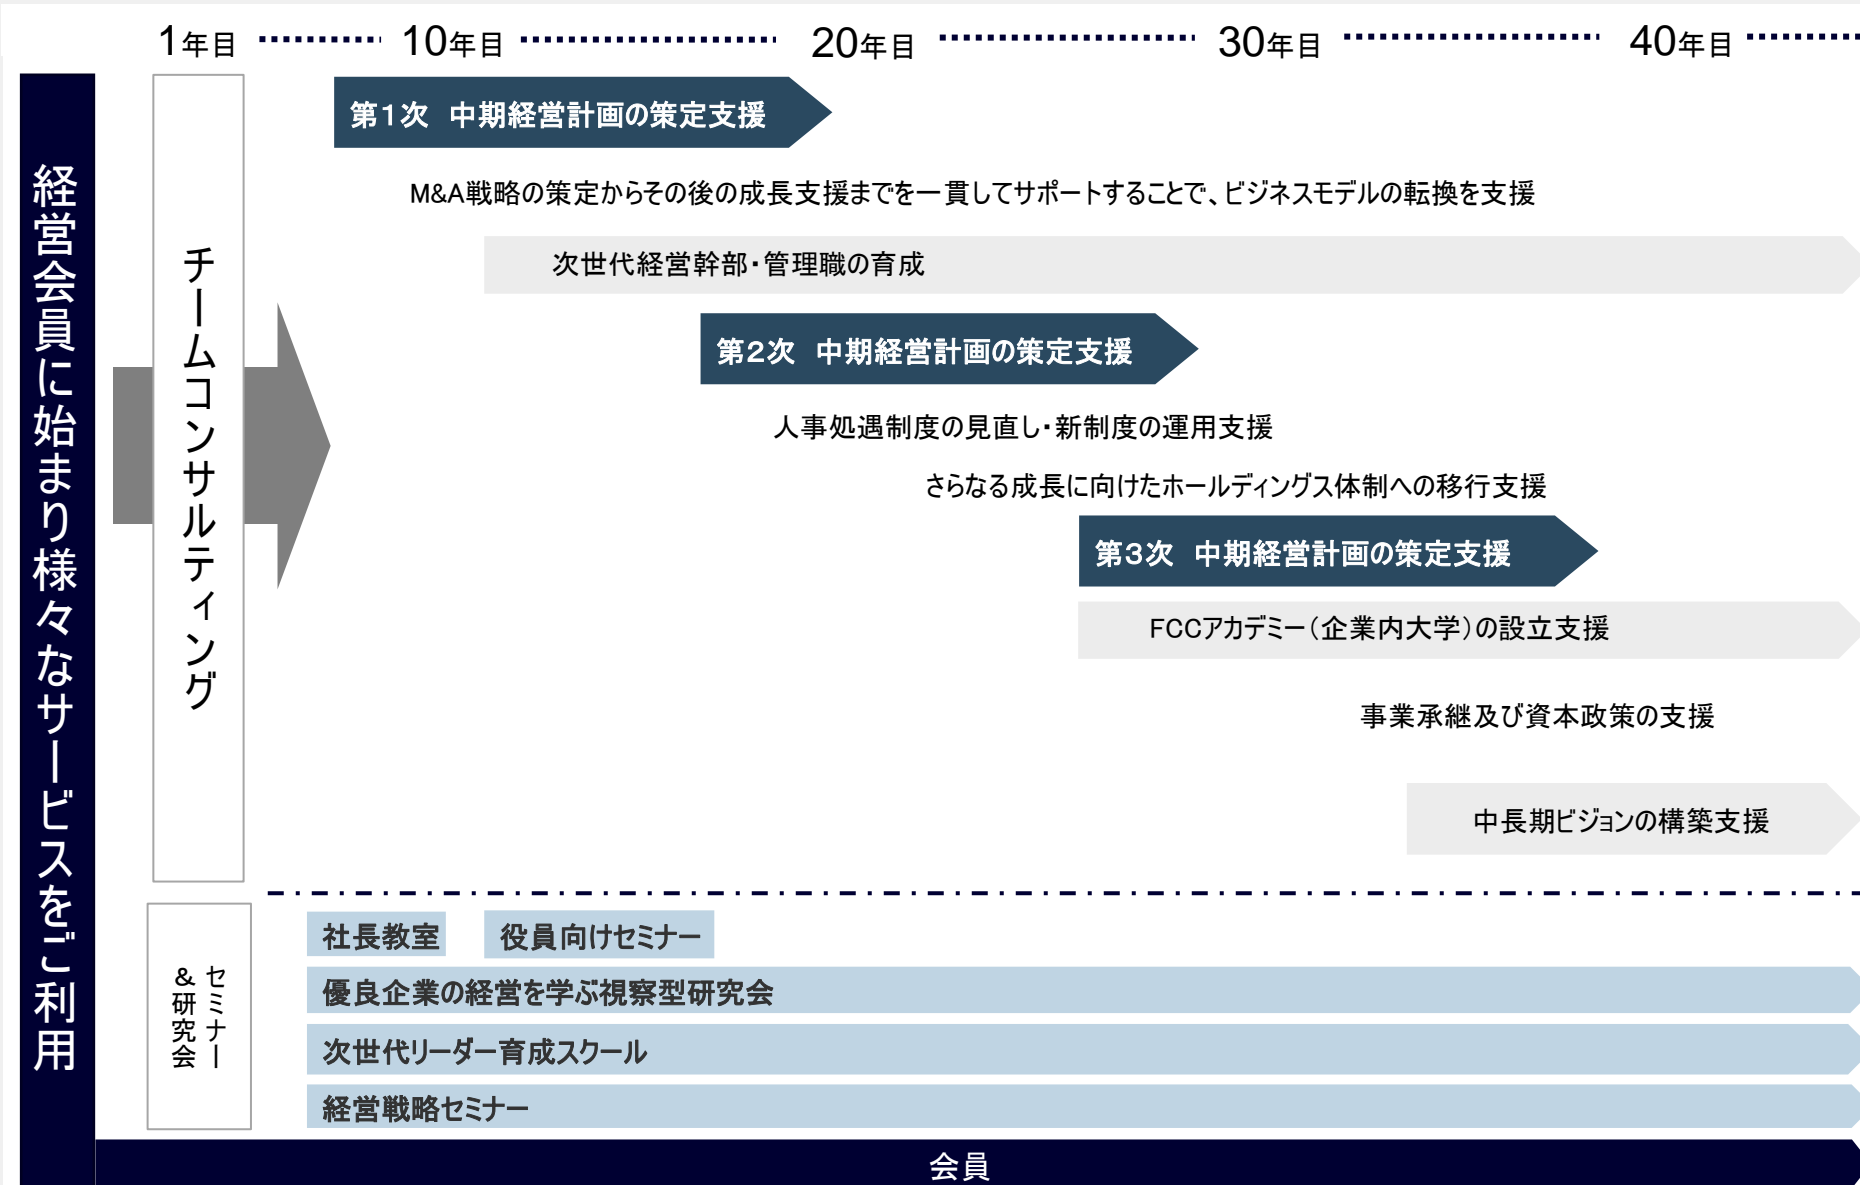 1年目
10年目
20年目
30年目
40年目
経営会員に始まり様々なサービスをご利用
チームコンサルティング
第1次 中期経営計画の策定支援
M&A戦略の策定からその後の成長支援までを一貫してサポートすることで、ビジネスモデルの転換を支援
次世代経営幹部・管理職の育成
第2次 中期経営計画の策定支援
人事処遇制度の見直し・新制度の運用支援
さらなる成長に向けたホールディングス体制への移行支援
第3次 中期経営計画の策定支援
FCCアカデミー（企業内大学）の設立支援
事業承継及び資本政策の支援
中長期ビジョンの構築支援
セミナー
&研究会
社長教室
役員向けセミナー
優良企業の経営を学ぶ視察型研究会
次世代リーダー育成スクール
経営戦略セミナー
会員